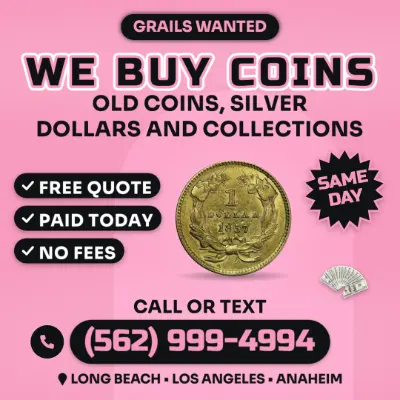 GRAILS WANTED
WE BUY COINS
OLD COINS, SILVER
DOLLARS AND COLLECTIONS
FREE QUOTE
PAID TODAY
NO FEES
1
DOLLAR
1857
SAME
DAY
CALL OR TEXT
(562) 999-4994
LONG BEACH • LOS ANGELES • ANAHEIM